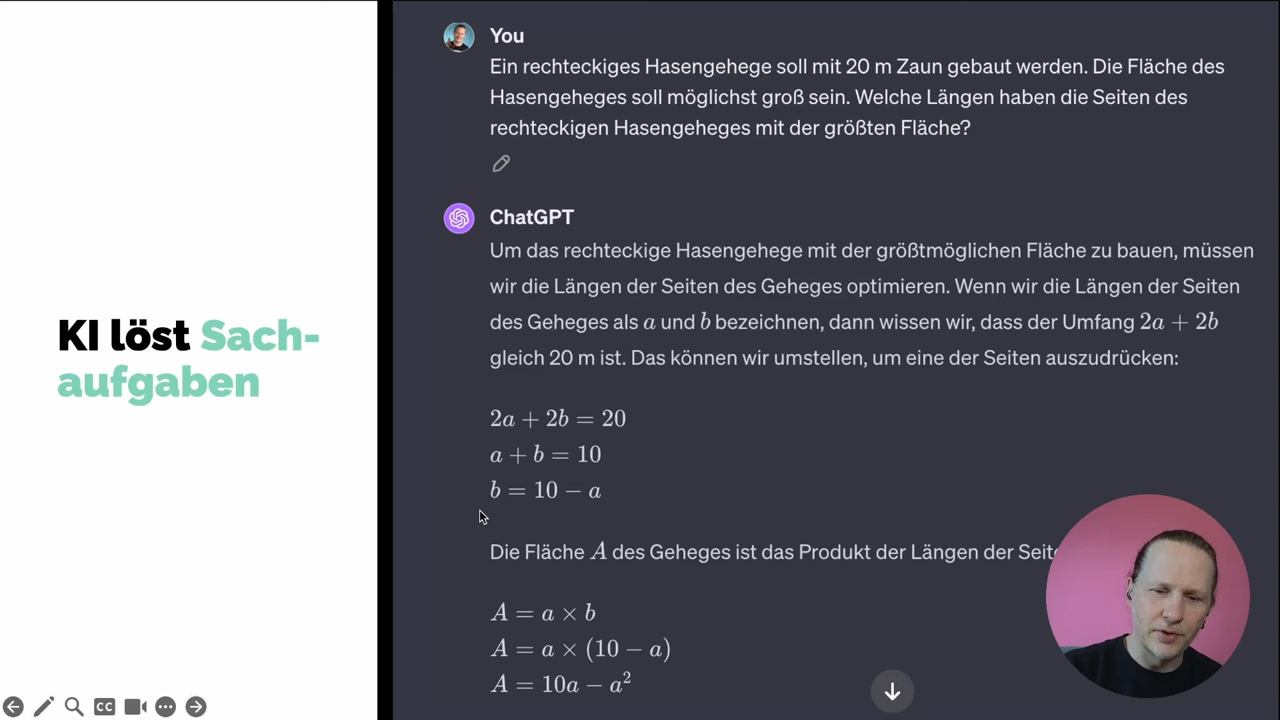 KI löst Sach-
aufgaben
You
Ein rechteckiges Hasengehege soll mit 20 m Zaun gebaut werden. Die Fläche des
Hasengeheges soll möglichst groß sein. Welche Längen haben die Seiten des
rechteckigen Hasengeheges mit der größten Fläche?
ChatGPT
Um das rechteckige Hasengehege mit der größtmöglichen Fläche zu bauen, müssen
wir die Längen der Seiten des Geheges optimieren. Wenn wir die Längen der Seiten
des Geheges als a und b bezeichnen, dann wissen wir, dass der Umfang 2a + 2b
gleich 20 m ist. Das können wir umstellen, um eine der Seiten auszudrücken:
2a + 2b = 20
a + b = 10
b = 10 − a
Die Fläche A des Geheges ist das Produkt der Längen der Seite
A = a × b
A = a × (10 − a)
A = 10a − a²
CC